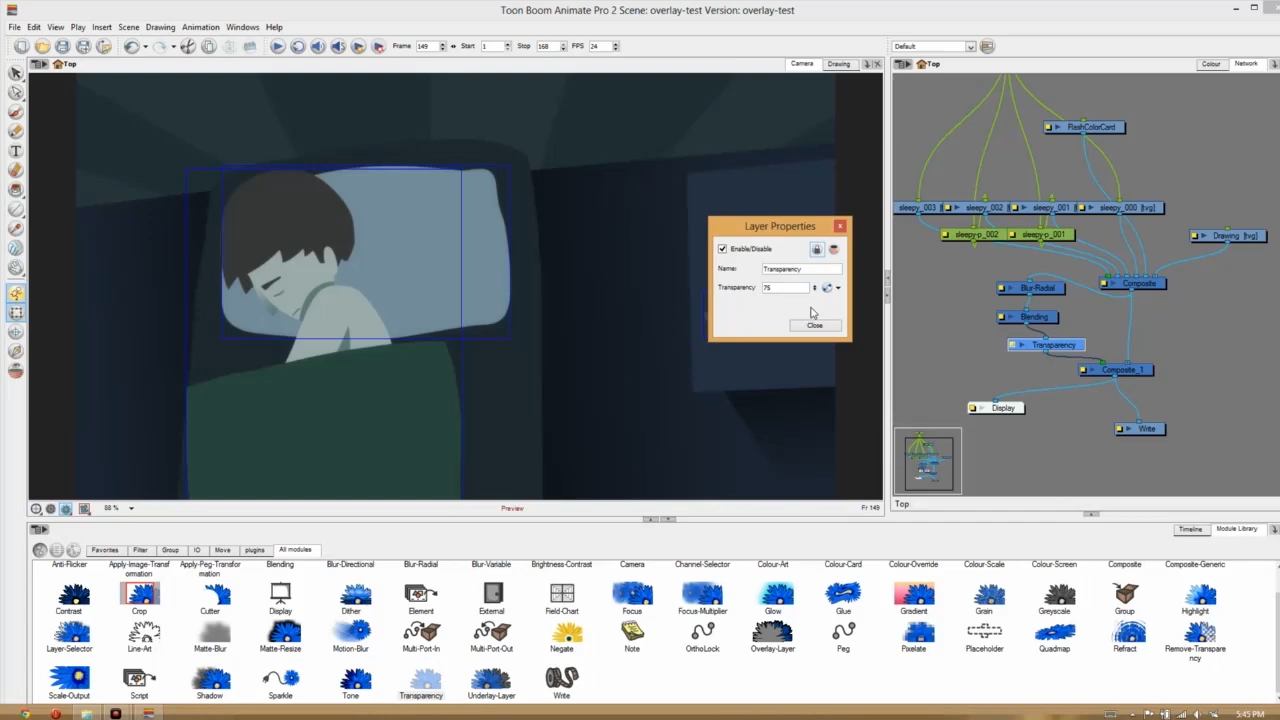 Toon Boom Animate Pro 2 Scene: overlay-test Version: overlay-test
File Edit View Play Insert Scene Drawing Animation Windows Help
Frame 149 Start 1 Stop 168 FPS 24 Default
Top Camera Drawing Top Colour Network
FlashColorCard
sleepy_003 [t sleepy_002 [ sleepy_001 [t sleepy_000 [tvg]
sleepy-p_002 sleepy-p_001 Drawing [tvg]
Layer Properties
Enable/Disable
Name: Transparency
Transparency 75
Close
Composite
Blur-Radial
Blending
Transparency
Composite_1
Display
Write
Top
88 % Preview Fr 149
Timeline Module Library
Favorites Filter Group IO Move plugins All modules
Anti-Flicker Apply-Image-Transf ormation Apply-Peg-Transfo rmation Blending Blur-Directional Blur-Radial Blur-Variable Brightness-Contrast Camera Channel-Selector Colour-Art Colour-Card Colour-Override Colour-Scale Colour-Screen Composite Composite-Generic
Contrast Crop Cutter Display Dither Element External Field-Chart Focus Focus-Multiplier Glow Glue Gradient Grain Greyscale Group Highlight
Layer-Selector Line-Art Matte-Blur Matte-Resize Motion-Blur Multi-Port-In Multi-Port-Out Negate Note OrthoLock Overlay-Layer Peg Pixelate Placeholder Quadmap Refract Remove-Transpare ncy
Scale-Output Script Shadow Sparkle Tone Transparency Underlay-Layer Write
5:45 PM